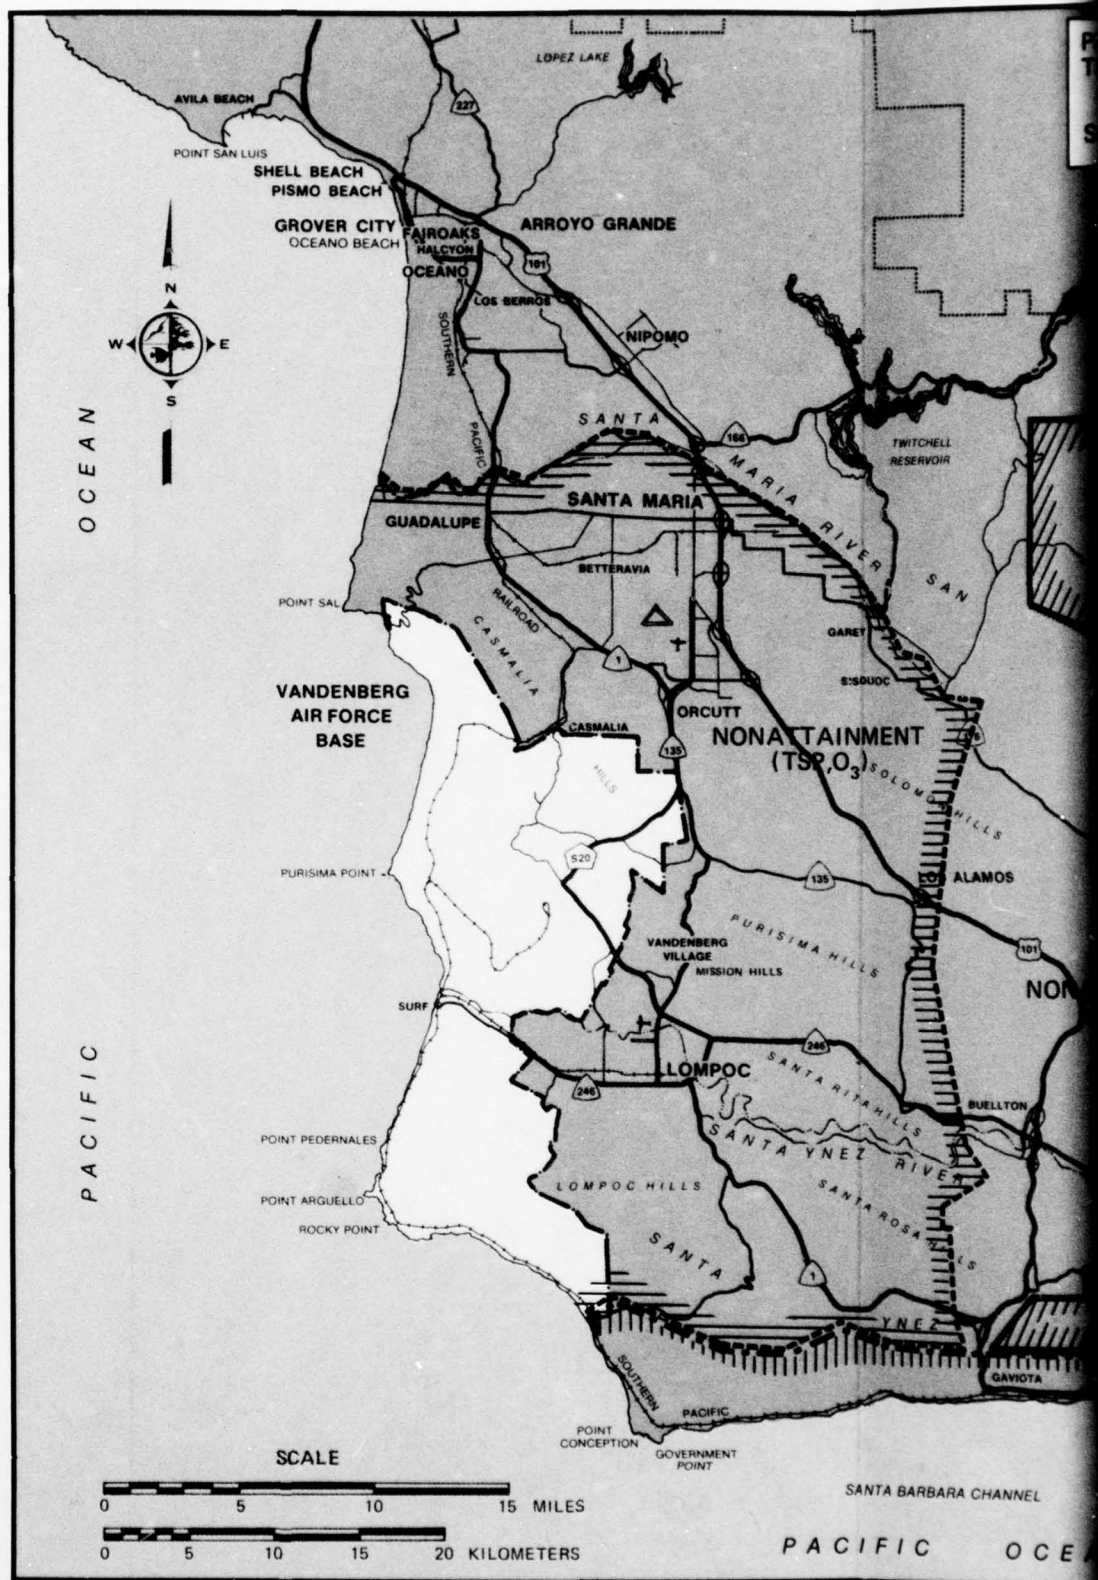 LOPEZ LAKE
AVILA BEACH
227
POINT SAN LUIS
SHELL BEACH
PISMO BEACH
GROVER CITY
OCEANO BEACH
FAIROAKS
HALCYON
OCEANO
ARROYO GRANDE
101
LOS BERROS
NIPOMO
N
W
E
S
SOUTHERN
PACIFIC
RAILROAD
OCEAN
PACIFIC
SANTA
MARIA RIVER
166
TWITCHELL
RESERVOIR
SANTA MARIA
GUADALUPE
BETTERAVIA
SAN
POINT SAL
CASMALIA
HILLS
GAREY
SISQUOC
1
VANDENBERG
AIR FORCE
BASE
ORCUTT
CASMALIA
135
NONATTAINMENT
(TSP,O3)
SOLOMON HILLS
S20
PURISIMA POINT
135
LOS ALAMOS
PURISIMA HILLS
101
VANDENBERG
VILLAGE
MISSION HILLS
NON
SURF
246
LOMPOC
246
SANTA RITA HILLS
BUELLTON
SANTA YNEZ RIVER
POINT PEDERNALES
POINT ARGUELLO
ROCKY POINT
LOMPOC HILLS
SANTA ROSA HILLS
SANTA
YNEZ
1
GAVIOTA
SOUTHERN
PACIFIC
POINT
CONCEPTION
GOVERNMENT
POINT
SCALE
0 5 10 15 MILES
0 5 10 15 20 KILOMETERS
SANTA BARBARA CHANNEL
PACIFIC OCEA